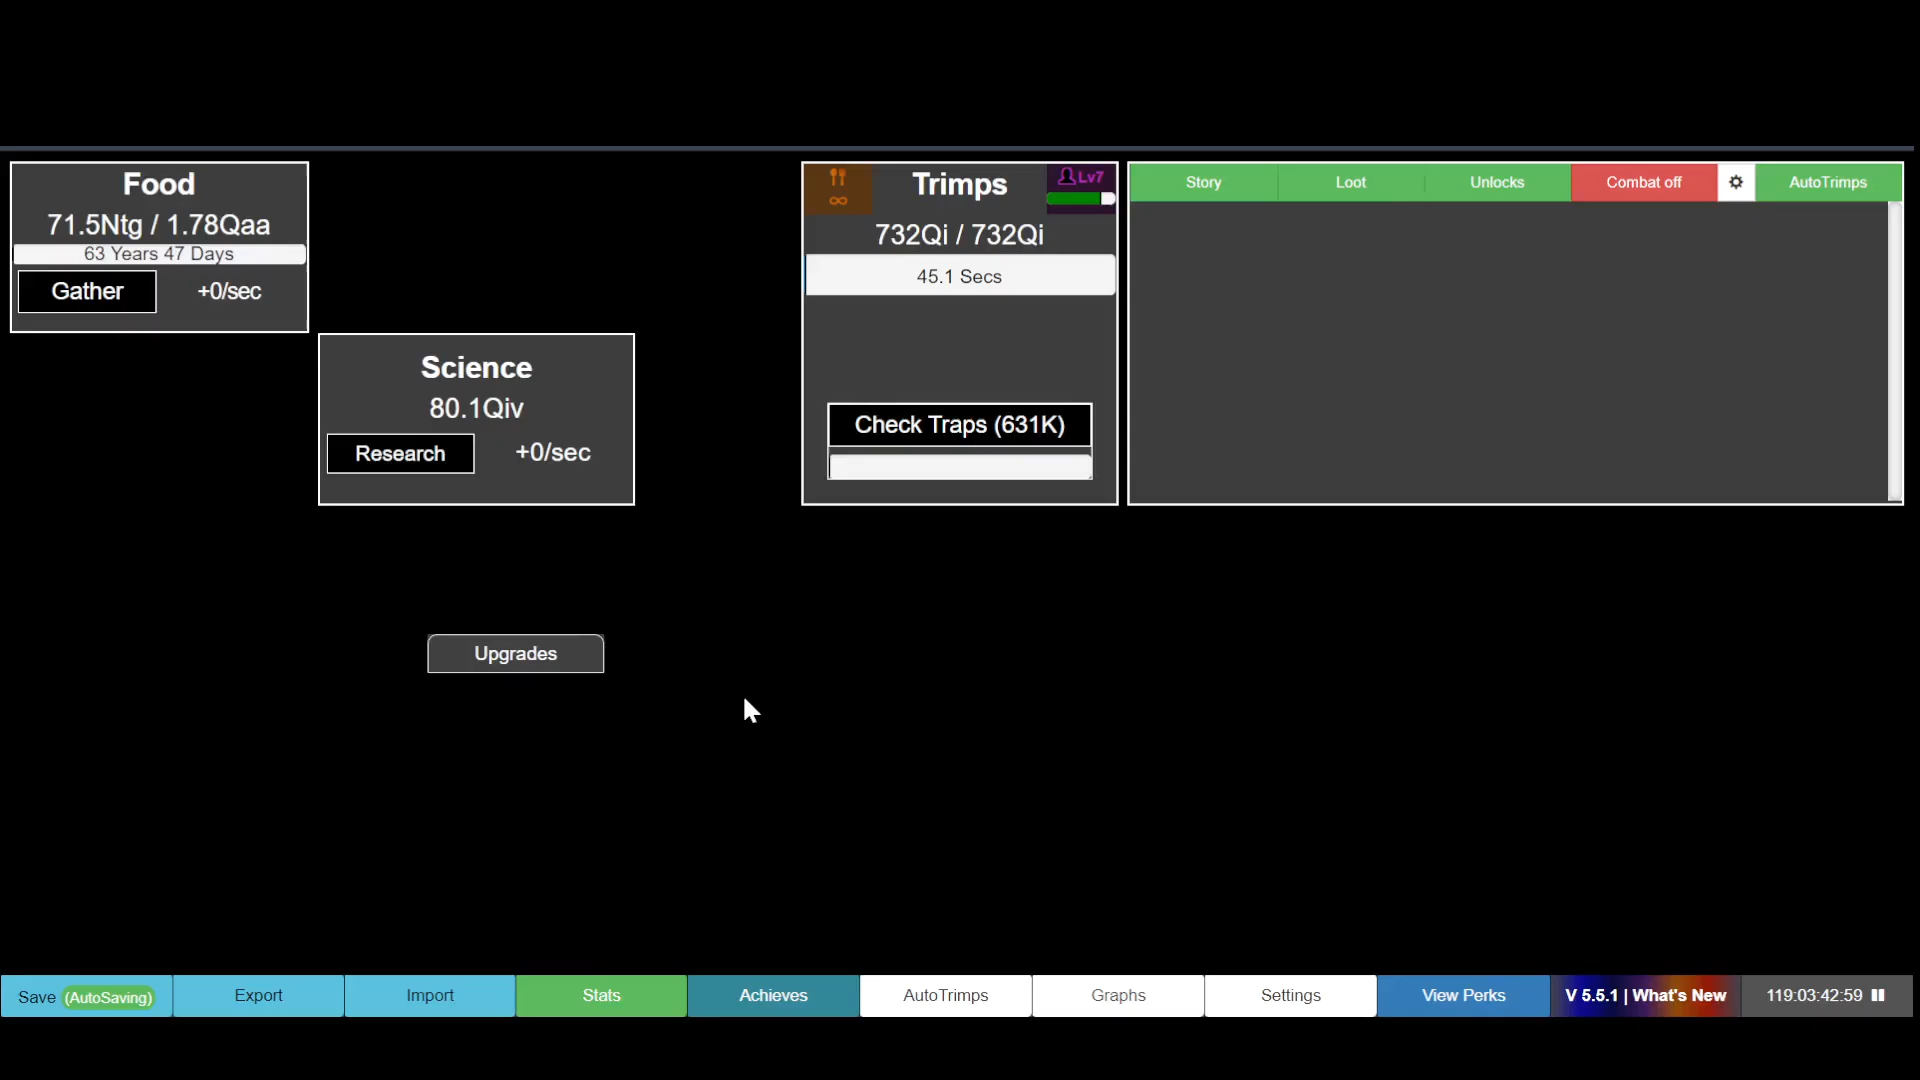 Food
71.5Ntg / 1.78Qaa
63 Years 47 Days
Gather
+0/sec
Science
80.1Qiv
Research
+0/sec
Trimps
∞
Lv7
732Qi / 732Qi
45.1 Secs
Check Traps (631K)
Story
Loot
Unlocks
Combat off
AutoTrimps
Upgrades
Save (AutoSaving)
Export
Import
Stats
Achieves
AutoTrimps
Graphs
Settings
View Perks
V 5.5.1 | What's New
119:03:42:59